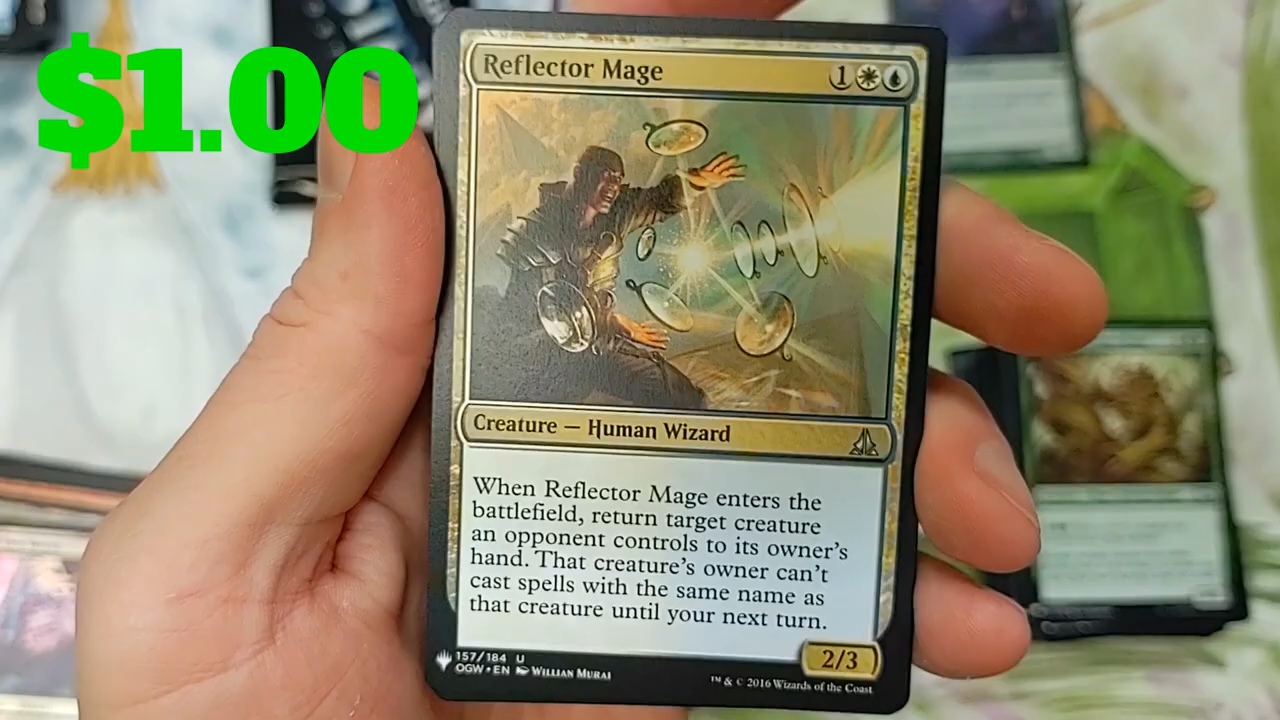 $1.00
Reflector Mage 1
Creature — Human Wizard
When Reflector Mage enters the
battlefield, return target creature
an opponent controls to its owner's
hand. That creature's owner can't
cast spells with the same name as
that creature until your next turn.
2/3
157/184 U
OGW • EN Willian Murai
™ & © 2016 Wizards of the Coast